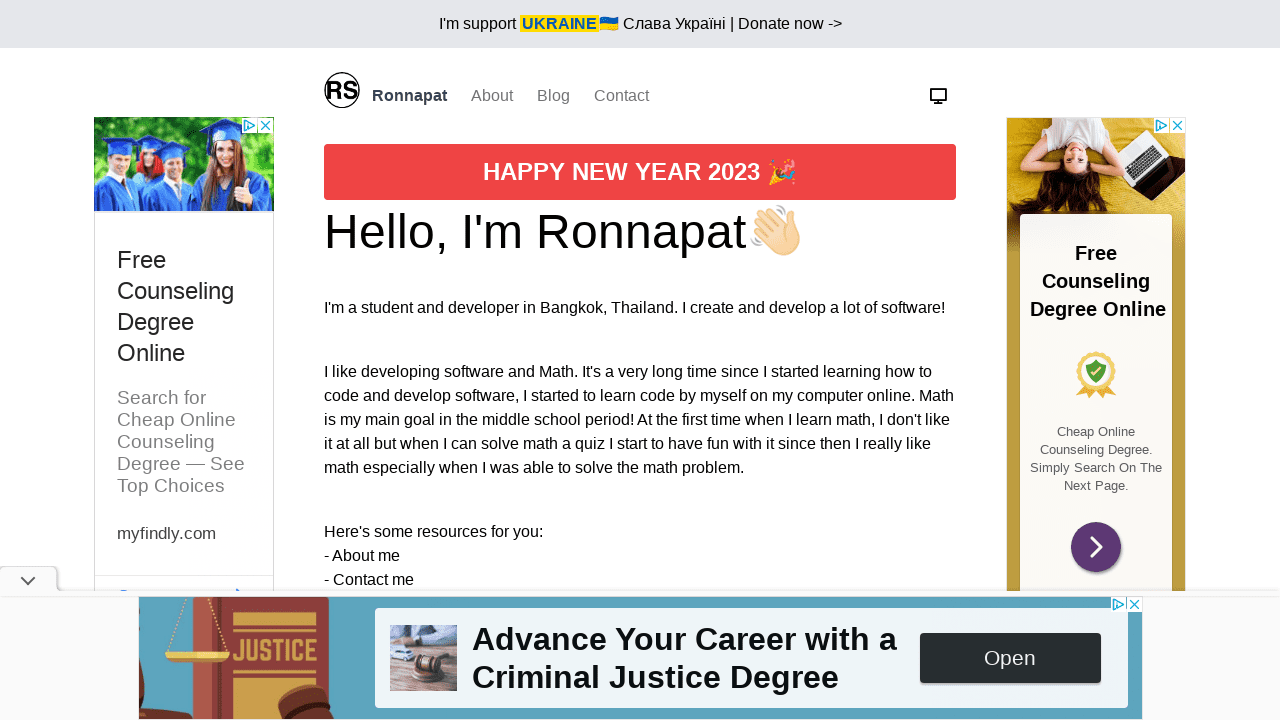 I'm support UKRAINE🇺🇦 Слава Україні | Donate now ->
RS
Ronnapat About Blog Contact
HAPPY NEW YEAR 2023 🎉
Hello, I'm Ronnapat👋🏻
I'm a student and developer in Bangkok, Thailand. I create and develop a lot of software!
I like developing software and Math. It's a very long time since I started learning how to
code and develop software, I started to learn code by myself on my computer online. Math
is my main goal in the middle school period! At the first time when I learn math, I don't like
it at all but when I can solve math a quiz I start to have fun with it since then I really like
math especially when I was able to solve the math problem.
Here's some resources for you:
- About me
- Contact me
Free
Counseling
Degree
Online
Search for
Cheap Online
Counseling
Degree — See
Top Choices
myfindly.com
Free
Counseling
Degree Online
Cheap Online
Counseling Degree.
Simply Search On The
Next Page.
JUSTICE
Advance Your Career with a
Criminal Justice Degree
Open